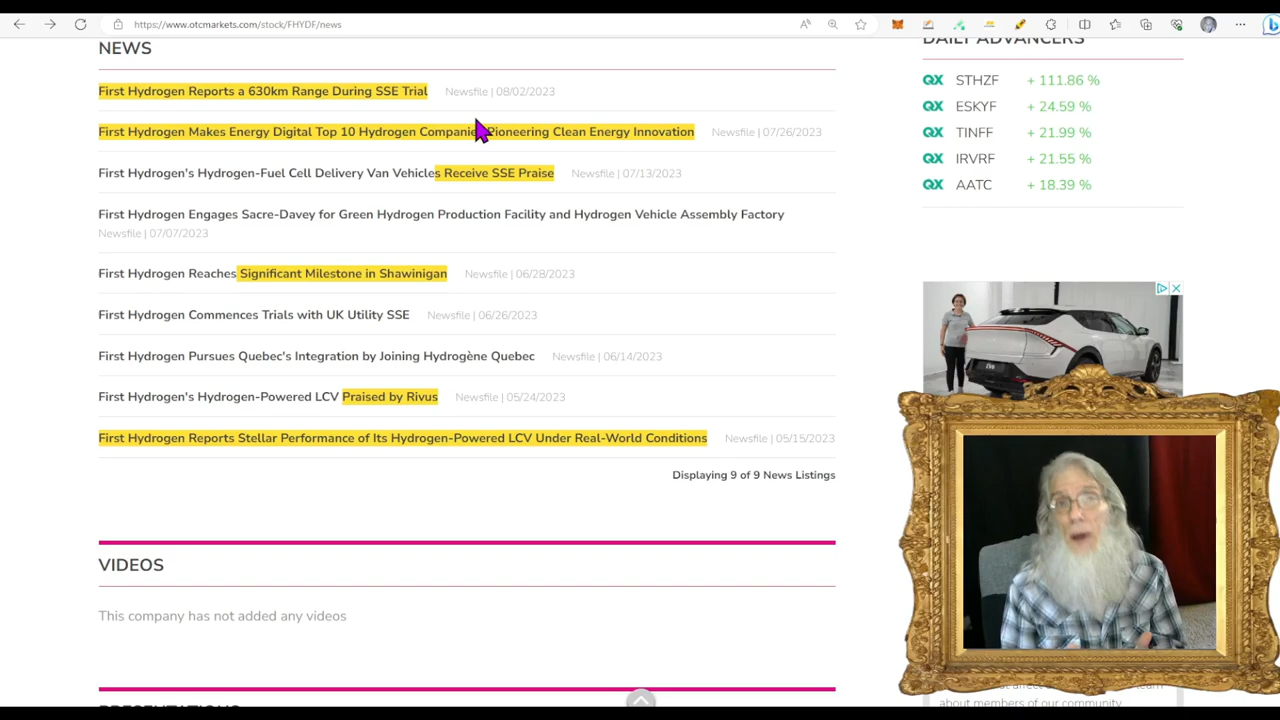 https://www.otcmarkets.com/stock/FHYDF/news
NEWS
First Hydrogen Reports a 630km Range During SSE Trial Newsfile | 08/02/2023
First Hydrogen Makes Energy Digital Top 10 Hydrogen Companies Pioneering Clean Energy Innovation Newsfile | 07/26/2023
First Hydrogen's Hydrogen-Fuel Cell Delivery Van Vehicles Receive SSE Praise Newsfile | 07/13/2023
First Hydrogen Engages Sacre-Davey for Green Hydrogen Production Facility and Hydrogen Vehicle Assembly Factory
Newsfile | 07/07/2023
First Hydrogen Reaches Significant Milestone in Shawinigan Newsfile | 06/28/2023
First Hydrogen Commences Trials with UK Utility SSE Newsfile | 06/26/2023
First Hydrogen Pursues Quebec's Integration by Joining Hydrogène Quebec Newsfile | 06/14/2023
First Hydrogen's Hydrogen-Powered LCV Praised by Rivus Newsfile | 05/24/2023
First Hydrogen Reports Stellar Performance of Its Hydrogen-Powered LCV Under Real-World Conditions Newsfile | 05/15/2023
Displaying 9 of 9 News Listings
VIDEOS
This company has not added any videos
PRESENTATIONS
DAILY ADVANCERS
QX STHZF + 111.86 %
QX ESKYF + 24.59 %
QX TINFF + 21.99 %
QX IRVRF + 21.55 %
QX AATC + 18.39 %
about members of our community